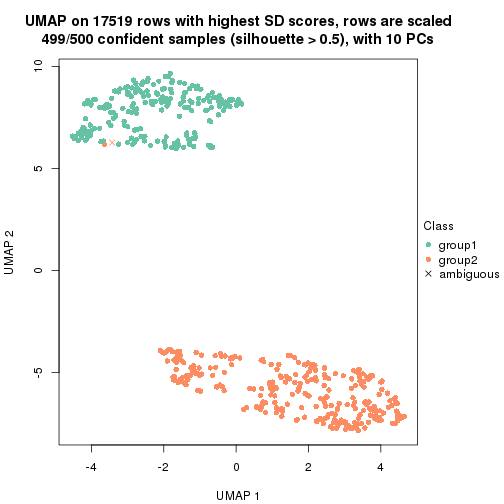 UMAP on 17519 rows with highest SD scores, rows are scaled
499/500 confident samples (silhouette > 0.5), with 10 PCs
10
5
0
-5
UMAP 2
-4
-2
0
2
4
UMAP 1
Class
group1
group2
ambiguous